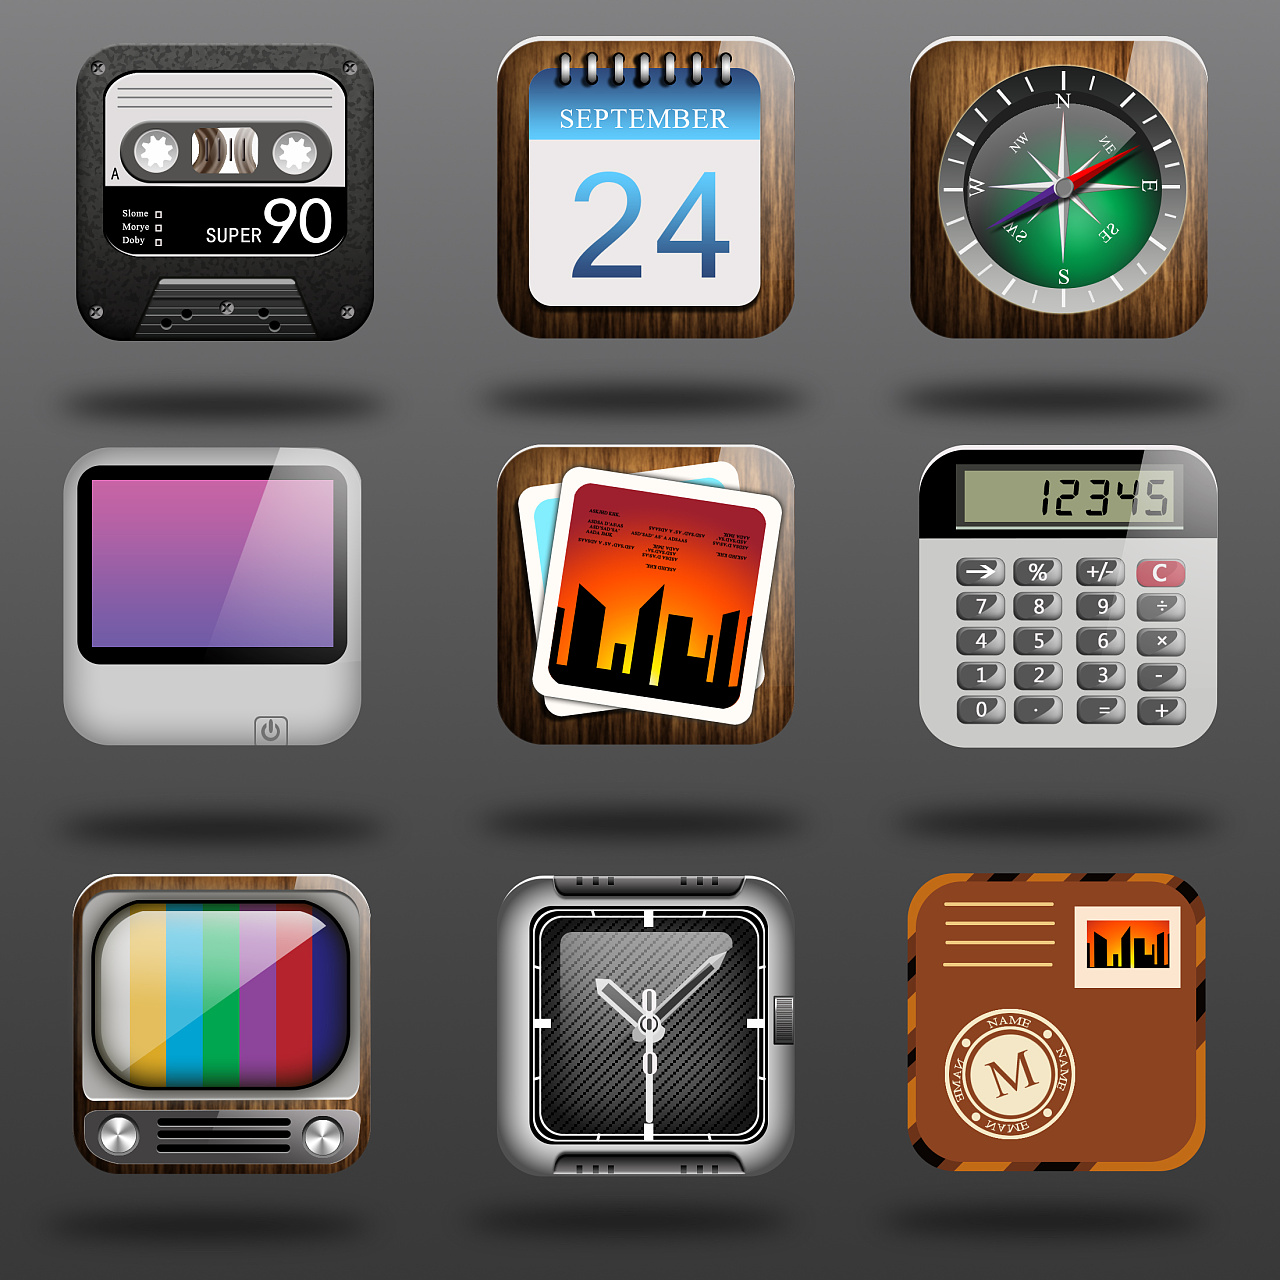 A
Slome
Morye
Doby
SUPER 90
SEPTEMBER
24
N
NW
NE
W
E
SW
SE
S
12345
→ % +/- C
7 8 9 ÷
4 5 6 ×
1 2 3 -
0 · = +
NAME
NAME
M
NAME
NAME